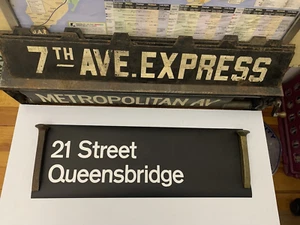 7TH AVE. EXPRESS
METROPOLITAN AV
21 Street
Queensbridge